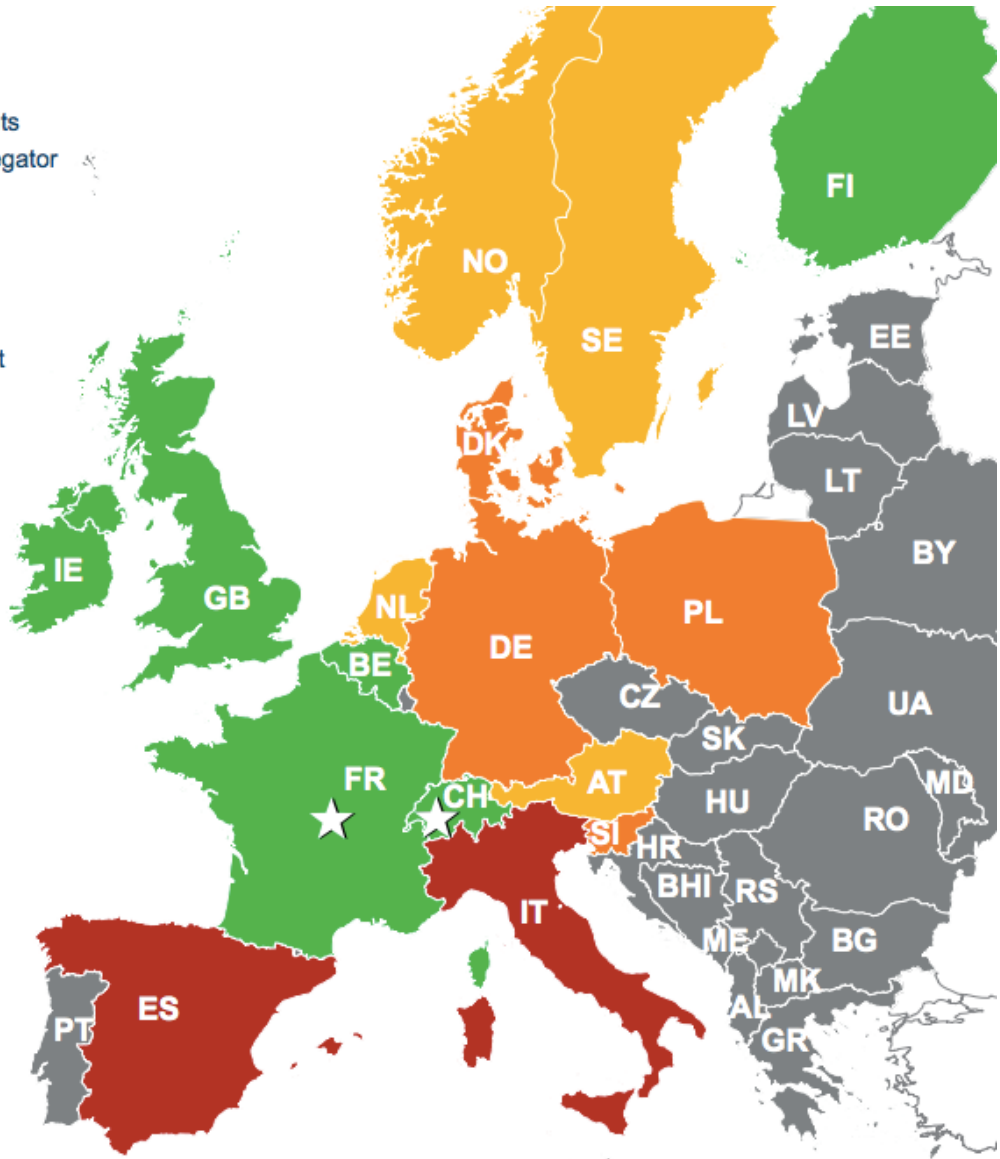 ts
gator
FI
NO
EE
SE
t
LV
DK
LT
BY
IE
GB
NL
PL
DE
BE
CZ
UA
SK
FR
AT
MD
CH
HU
RO
SI
HR
BHI
RS
IT
ME
BG
MK
ES
AL
PT
GR